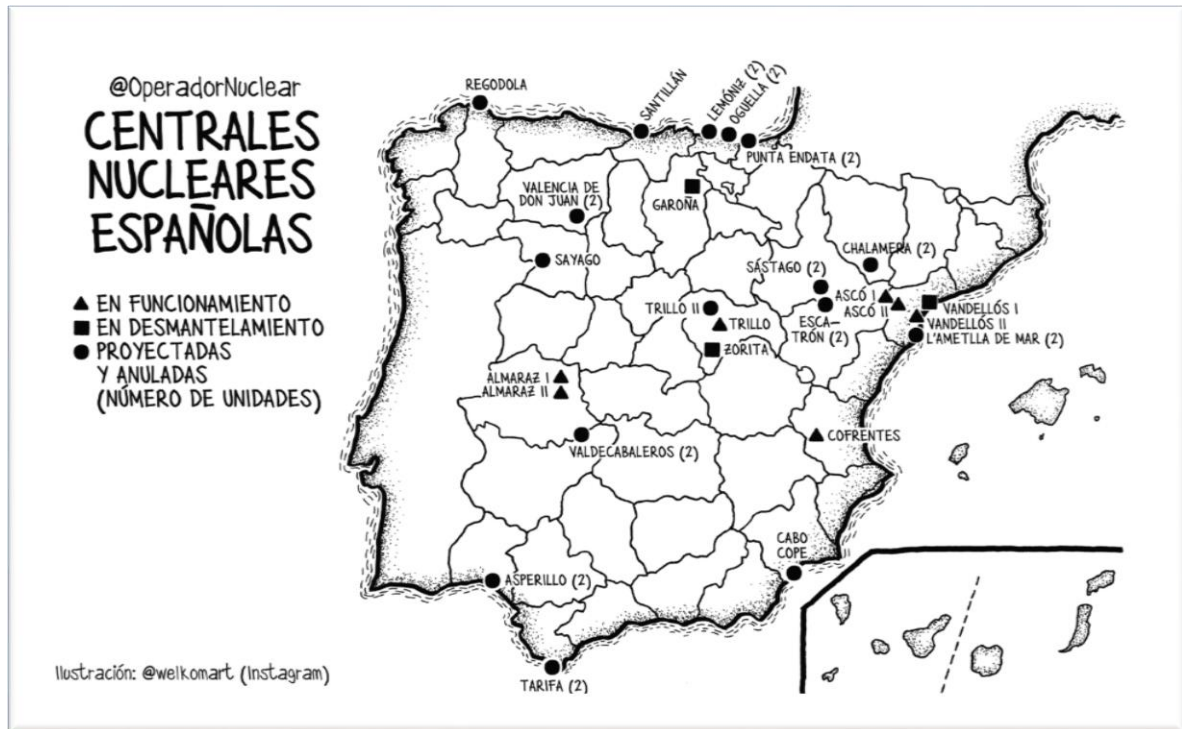 @OperadorNuclear
CENTRALES
NUCLEARES
ESPAÑOLAS
EN FUNCIONAMIENTO
EN DESMANTELAMIENTO
PROYECTADAS
Y ANULADAS
(NÚMERO DE UNIDADES)
REGODOLA
SANTILLÁN
LEMÓNIZ (2)
OGUELLA (2)
PUNTA ENDATA (2)
VALENCIA DE
DON JUAN (2)
GAROÑA
SAYAGO
CHALAMERA (2)
SÁSTAGO (2)
ASCÓ I
ASCÓ II
ESCA-
TRÓN (2)
VANDELLÓS I
VANDELLÓS II
L'AMETLLA DE MAR (2)
TRILLO II
TRILLO
ZORITA
ALMARAZ I
ALMARAZ II
VALDECABALEROS (2)
COFRENTES
CABO
COPE
ASPERILLO (2)
TARIFA (2)
Ilustración: @welkomart (Instagram)